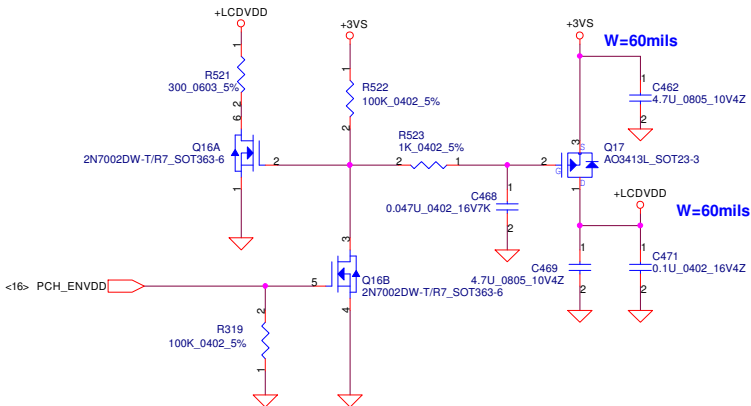 +LCDVDD
+3VS
+3VS
W=60mils
1
1
1
R521
300_0603_5%
R522
100K_0402_5%
C462
4.7U_0805_10V4Z
1
2
2
6
2
Q16A
2N7002DW-T/R7_SOT363-6
2
R523
1K_0402_5%
2
1
2
3
S
G
D
Q17
AO3413L_SOT23-3
1
1
+LCDVDD
W=60mils
C468
0.047U_0402_16V7K
1
2
3
C469
4.7U_0805_10V4Z
1
2
C471
0.1U_0402_16V4Z
1
2
<16> PCH_ENVDD
5
Q16B
2N7002DW-T/R7_SOT363-6
4
R319
100K_0402_5%
2
1